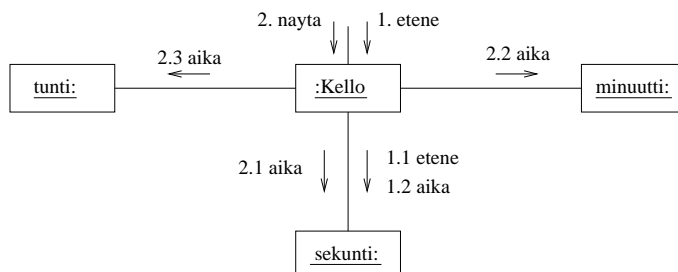 2. nayta
1. etene
2.3 aika
2.2 aika
tunti:
:Kello
minuutti:
2.1 aika
1.1 etene
1.2 aika
sekunti: